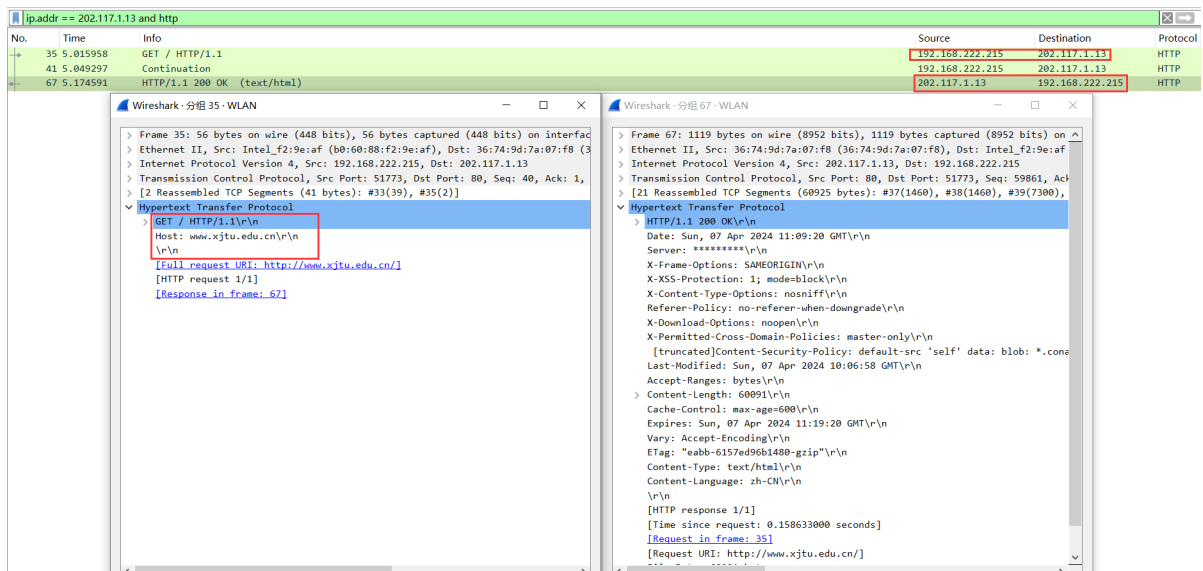 ip.addr == 202.117.1.13 and http
No. Time Info Source Destination Protocol
35 5.015958 GET / HTTP/1.1 192.168.222.215 202.117.1.13 HTTP
41 5.049297 Continuation 192.168.222.215 202.117.1.13 HTTP
67 5.174591 HTTP/1.1 200 OK (text/html) 202.117.1.13 192.168.222.215 HTTP
Wireshark · 分组 35 · WLAN
Frame 35: 56 bytes on wire (448 bits), 56 bytes captured (448 bits) on interfac
Ethernet II, Src: Intel_f2:9e:af (b0:60:88:f2:9e:af), Dst: 36:74:9d:7a:07:f8 (3
Internet Protocol Version 4, Src: 192.168.222.215, Dst: 202.117.1.13
Transmission Control Protocol, Src Port: 51773, Dst Port: 80, Seq: 40, Ack: 1,
[2 Reassembled TCP Segments (41 bytes): #33(39), #35(2)]
Hypertext Transfer Protocol
GET / HTTP/1.1\r\n
Host: www.xjtu.edu.cn\r\n
\r\n
[Full request URI: http://www.xjtu.edu.cn/]
[HTTP request 1/1]
[Response in frame: 67]
Wireshark · 分组 67 · WLAN
Frame 67: 1119 bytes on wire (8952 bits), 1119 bytes captured (8952 bits) on
Ethernet II, Src: 36:74:9d:7a:07:f8 (36:74:9d:7a:07:f8), Dst: Intel_f2:9e:af
Internet Protocol Version 4, Src: 202.117.1.13, Dst: 192.168.222.215
Transmission Control Protocol, Src Port: 80, Dst Port: 51773, Seq: 59861, Ack
[21 Reassembled TCP Segments (60925 bytes): #37(1460), #38(1460), #39(7300),
Hypertext Transfer Protocol
HTTP/1.1 200 OK\r\n
Date: Sun, 07 Apr 2024 11:09:20 GMT\r\n
Server: *********\r\n
X-Frame-Options: SAMEORIGIN\r\n
X-XSS-Protection: 1; mode=block\r\n
X-Content-Type-Options: nosniff\r\n
Referer-Policy: no-referer-when-downgrade\r\n
X-Download-Options: noopen\r\n
X-Permitted-Cross-Domain-Policies: master-only\r\n
[truncated]Content-Security-Policy: default-src 'self' data: blob: *.cona
Last-Modified: Sun, 07 Apr 2024 10:06:58 GMT\r\n
Accept-Ranges: bytes\r\n
Content-Length: 60091\r\n
Cache-Control: max-age=600\r\n
Expires: Sun, 07 Apr 2024 11:19:20 GMT\r\n
Vary: Accept-Encoding\r\n
ETag: "eabb-6157ed96b1480-gzip"\r\n
Content-Type: text/html\r\n
Content-Language: zh-CN\r\n
\r\n
[HTTP response 1/1]
[Time since request: 0.158633000 seconds]
[Request in frame: 35]
[Request URI: http://www.xjtu.edu.cn/]